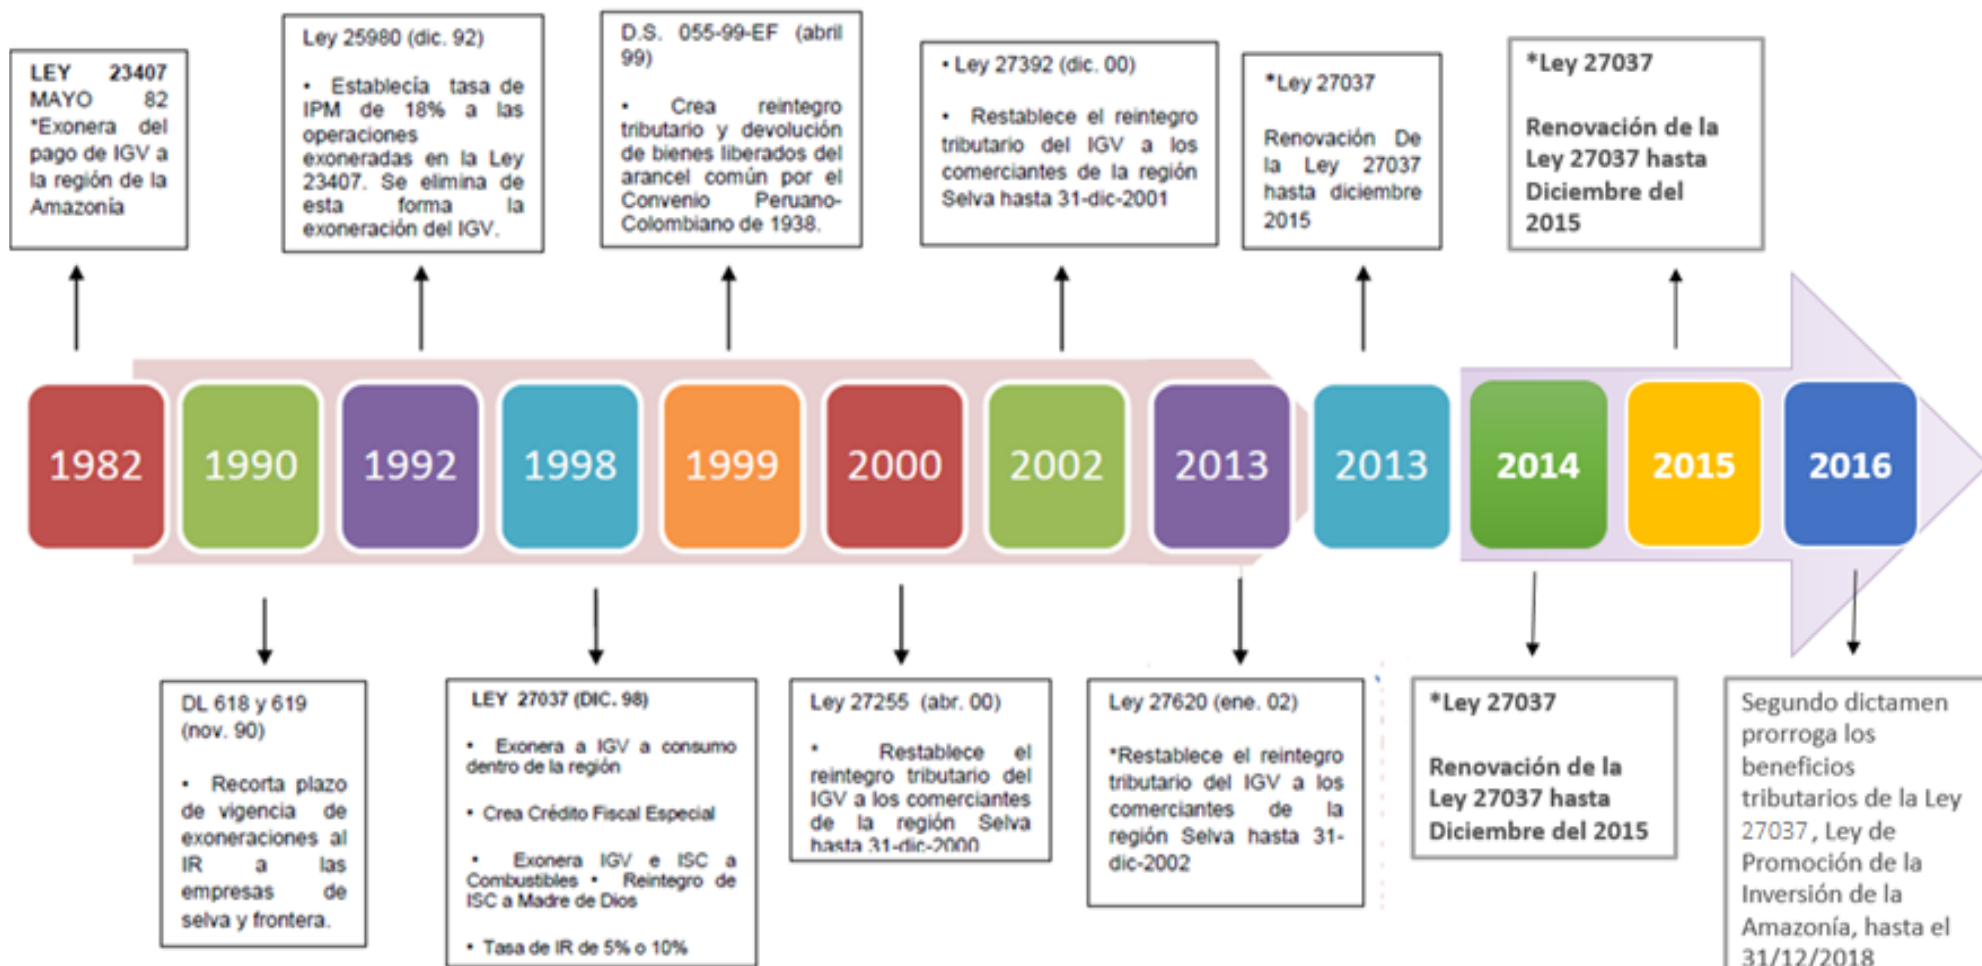 LEY 23407
MAYO 82
*Exonera del
pago de IGV a
la región de la
Amazonía
Ley 25980 (dic. 92)
• Establecía tasa de
IPM de 18% a las
operaciones
exoneradas en la Ley
23407. Se elimina de
esta forma la
exoneración del IGV.
D.S. 055-99-EF (abril
99)
• Crea reintegro
tributario y devolución
de bienes liberados del
arancel común por el
Convenio Peruano-
Colombiano de 1938.
• Ley 27392 (dic. 00)
• Restablece el reintegro
tributario del IGV a los
comerciantes de la región
Selva hasta 31-dic-2001
*Ley 27037
Renovación De
la Ley 27037
hasta diciembre
2015
*Ley 27037
Renovación de la
Ley 27037 hasta
Diciembre del
2015
1982
1990
1992
1998
1999
2000
2002
2013
2013
2014
2015
2016
DL 618 y 619
(nov. 90)
• Recorta plazo
de vigencia de
exoneraciones al
IR a las
empresas de
selva y frontera.
LEY 27037 (DIC. 98)
• Exonera a IGV a consumo
dentro de la región
• Crea Crédito Fiscal Especial
• Exonera IGV e ISC a
Combustibles • Reintegro de
ISC a Madre de Dios
• Tasa de IR de 5% o 10%
Ley 27255 (abr. 00)
• Restablece el
reintegro tributario del
IGV a los comerciantes
de la región Selva
hasta 31-dic-2000
Ley 27620 (ene. 02)
*Restablece el reintegro
tributario del IGV a los
comerciantes de la
región Selva hasta 31-
dic-2002
*Ley 27037
Renovación de la
Ley 27037 hasta
Diciembre del 2015
Segundo dictamen
prorroga los
beneficios
tributarios de la Ley
27037, Ley de
Promoción de la
Inversión de la
Amazonía, hasta el
31/12/2018